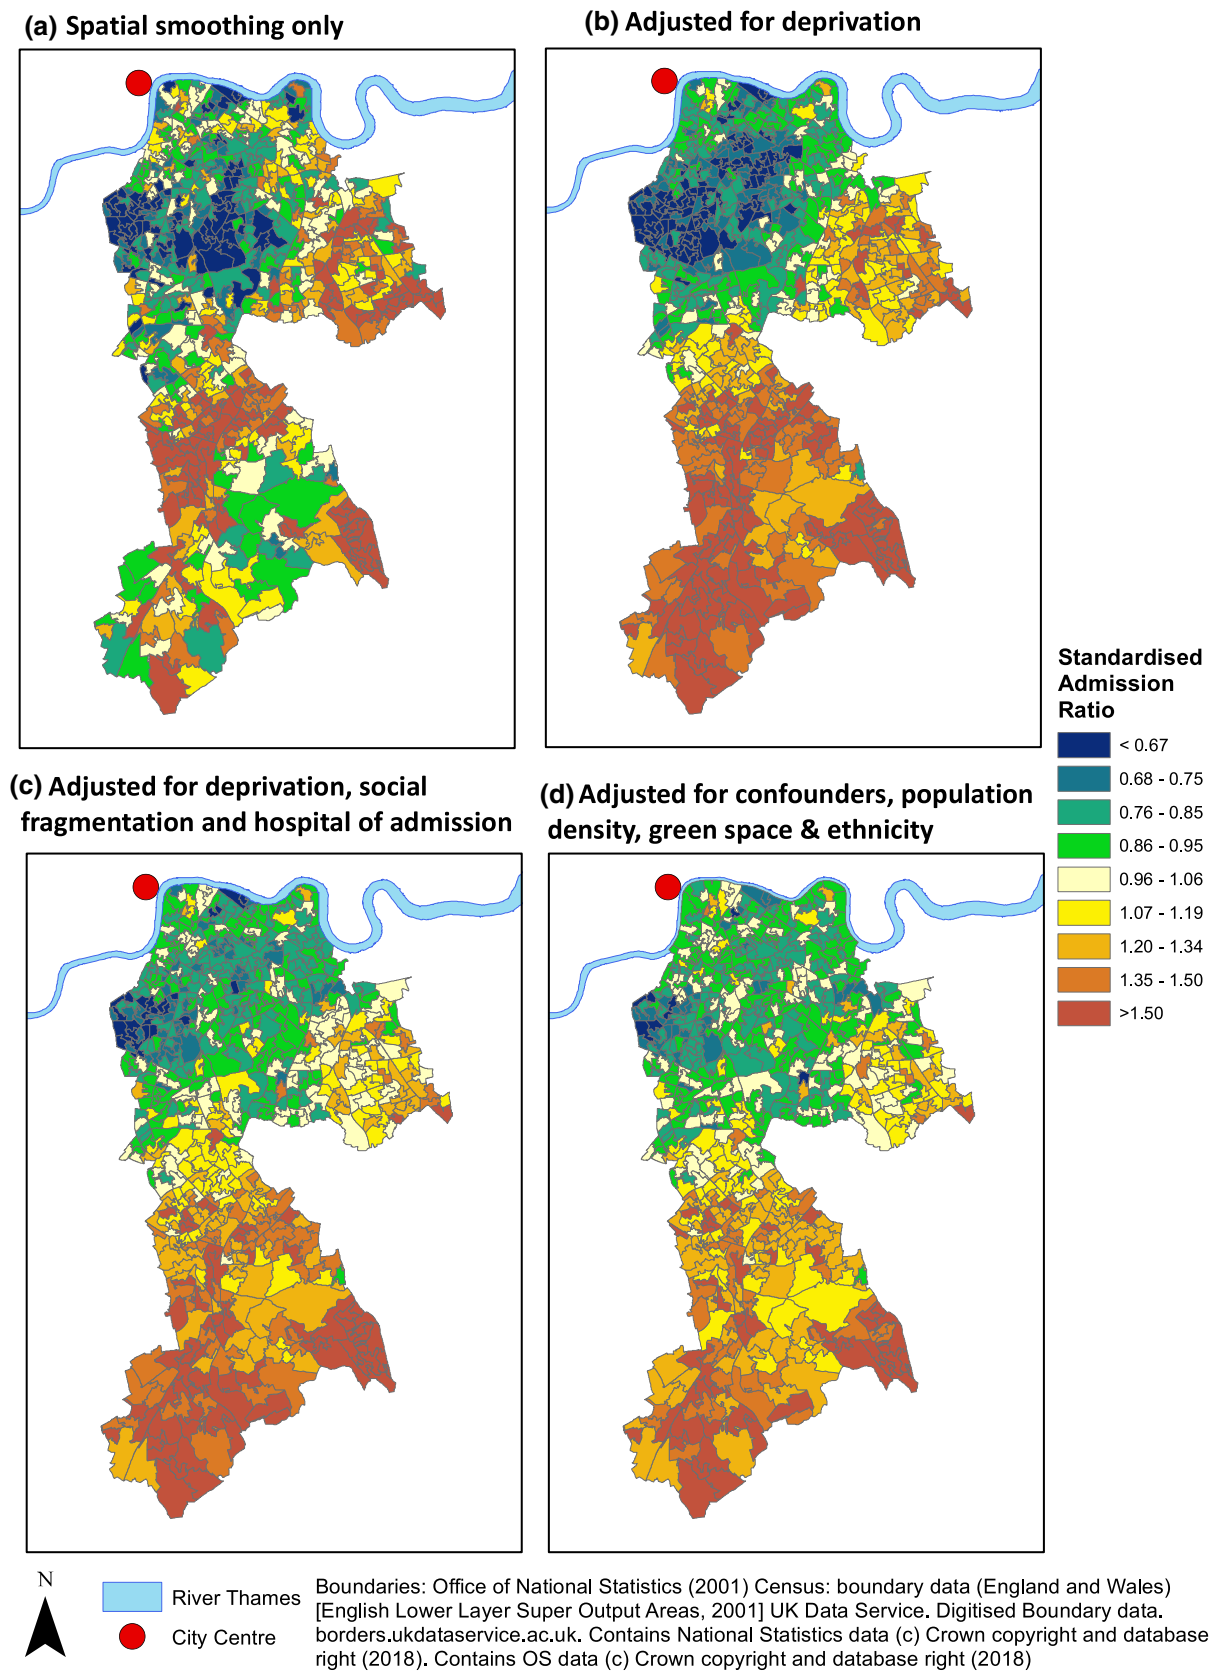 (a) Spatial smoothing only
(b) Adjusted for deprivation
(c) Adjusted for deprivation, social
fragmentation and hospital of admission
(d) Adjusted for confounders, population
density, green space & ethnicity
Standardised
Admission
Ratio
< 0.67
0.68 - 0.75
0.76 - 0.85
0.86 - 0.95
0.96 - 1.06
1.07 - 1.19
1.20 - 1.34
1.35 - 1.50
>1.50
N
River Thames
City Centre
Boundaries: Office of National Statistics (2001) Census: boundary data (England and Wales)
[English Lower Layer Super Output Areas, 2001] UK Data Service. Digitised Boundary data.
borders.ukdataservice.ac.uk. Contains National Statistics data (c) Crown copyright and database
right (2018). Contains OS data (c) Crown copyright and database right (2018)